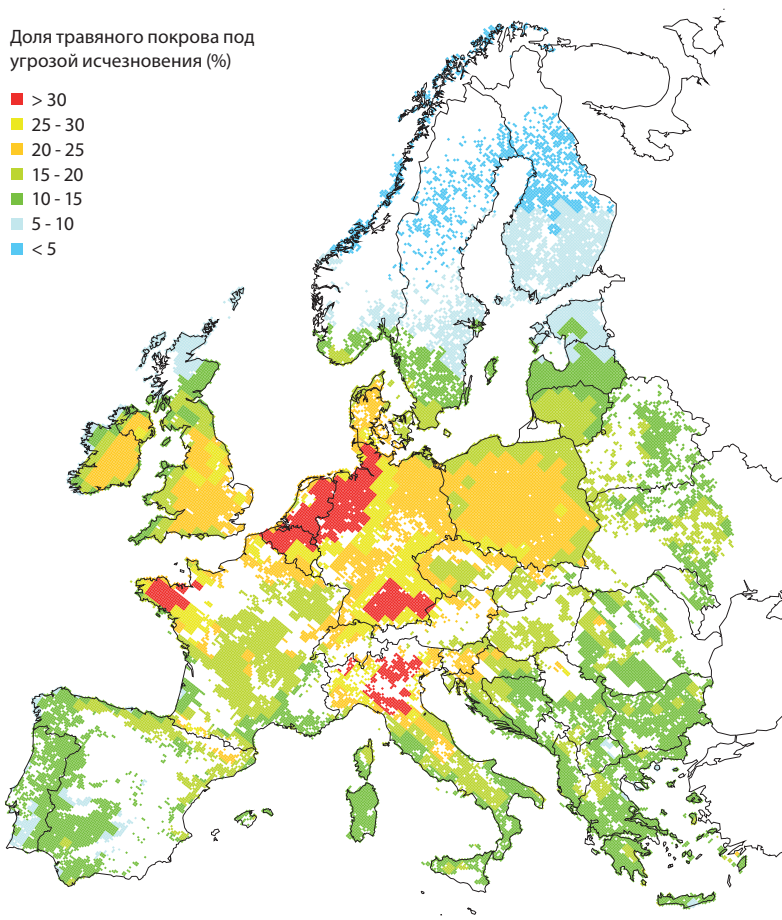 Доля травяного покрова под
угрозой исчезновения (%)
> 30
25 - 30
20 - 25
15 - 20
10 - 15
5 - 10
< 5